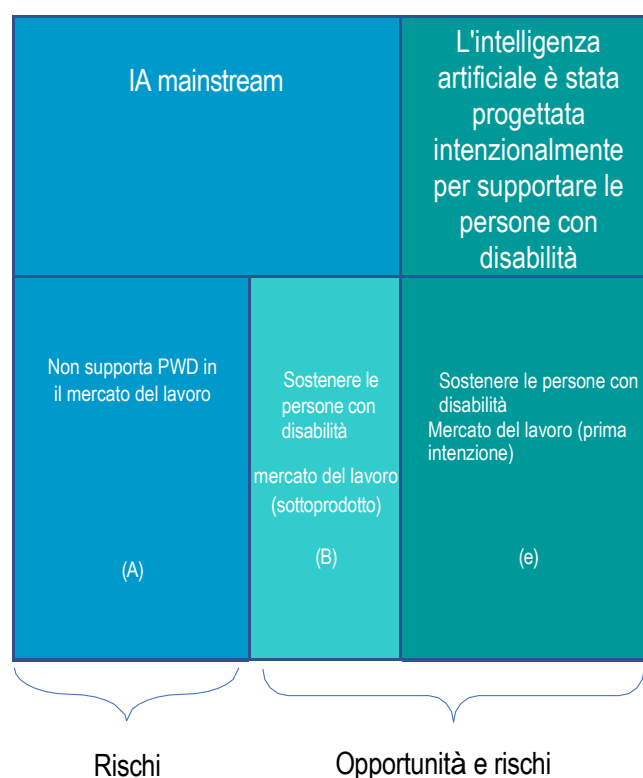 IA mainstream
L'intelligenza
artificiale è stata
progettata
intenzionalmente
per supportare le
persone con
disabilità
Non supporta PWD in
il mercato del lavoro
(A)
Sostenere le
persone con
disabilità
mercato del lavoro
(sottoprodotto)
(B)
Sostenere le persone con
disabilità
Mercato del lavoro (prima
intenzione)
(e)
Rischi
Opportunità e rischi